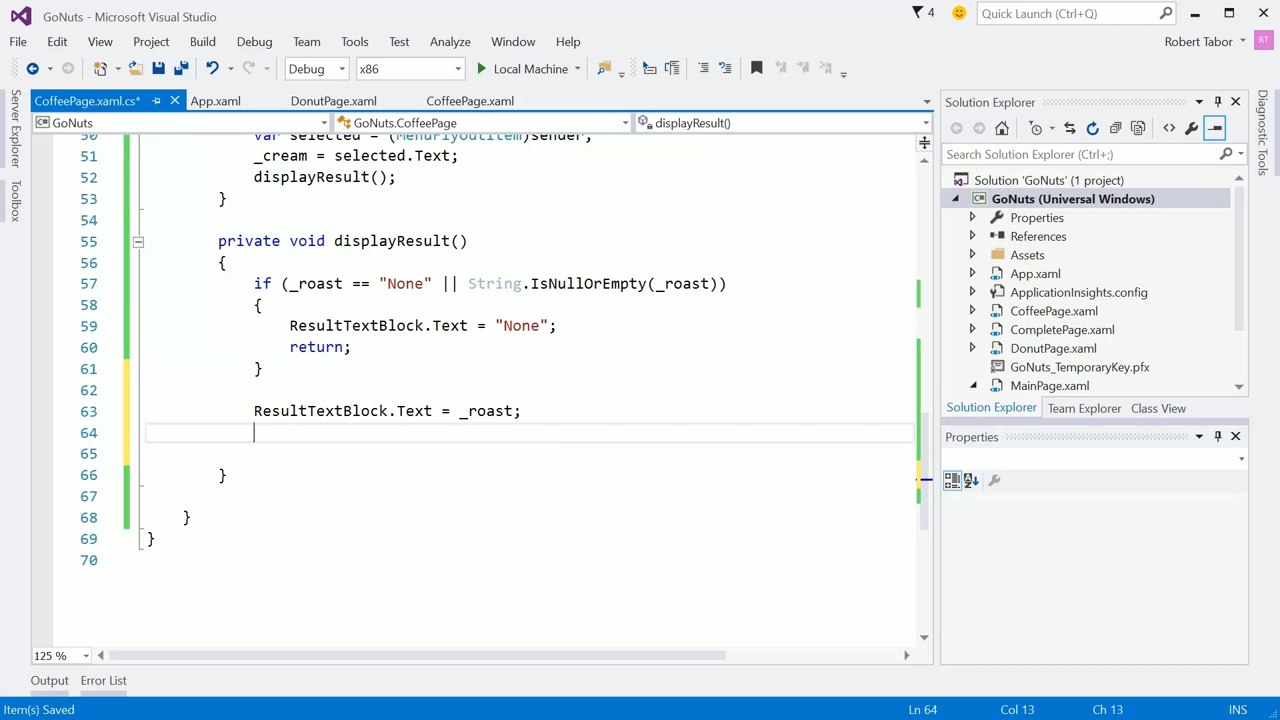 GoNuts - Microsoft Visual Studio
4
Quick Launch (Ctrl+Q)
File Edit View Project Build Debug Team Tools Test Analyze Window Help
Robert Tabor
RT
Debug
x86
Local Machine
Server Explorer
Toolbox
CoffeePage.xaml.cs*
App.xaml
DonutPage.xaml
CoffeePage.xaml
GoNuts
GoNuts.CoffeePage
displayResult()
50 var selected = (MenuFlyoutItem)sender;
51 _cream = selected.Text;
52 displayResult();
53 }
54
55 private void displayResult()
56 {
57 if (_roast == "None" || String.IsNullOrEmpty(_roast))
58 {
59 ResultTextBlock.Text = "None";
60 return;
61 }
62
63 ResultTextBlock.Text = _roast;
64
65
66 }
67
68 }
69 }
70
125 %
Output Error List
Solution Explorer
Search Solution Explorer (Ctrl+;)
Solution 'GoNuts' (1 project)
GoNuts (Universal Windows)
Properties
References
Assets
App.xaml
ApplicationInsights.config
CoffeePage.xaml
CompletePage.xaml
DonutPage.xaml
GoNuts_TemporaryKey.pfx
MainPage.xaml
Solution Explorer Team Explorer Class View
Properties
Diagnostic Tools
Item(s) Saved
Ln 64
Col 13
Ch 13
INS